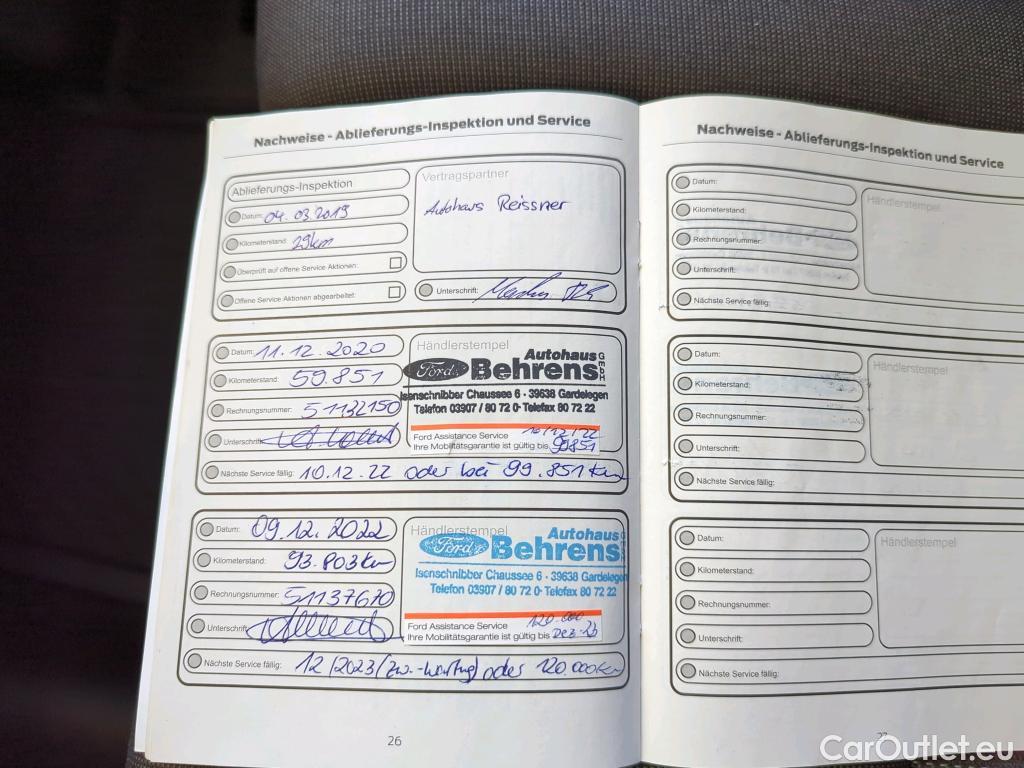 Nachweise - Ablieferungs-Inspektion und Service
Ablieferungs-Inspektion
Datum: 04.03.2019
Kilometerstand: 29km
Überprüft auf offene Service Aktionen:
Offene Service Aktionen abgearbeitet:
Vertragspartner
Autohaus Reissner
Unterschrift:
Datum: 11.12.2020
Kilometerstand: 59.851
Rechnungsnummer: 51132150
Unterschrift:
Händlerstempel
Ford Autohaus Behrens GmbH
Isenschnibber Chaussee 6 · 39638 Gardelegen
Telefon 03907 / 80 72 0 · Telefax 80 72 22
Ford Assistance Service 10/12/22
Ihre Mobilitätsgarantie ist gültig bis 99851
Nächste Service fällig: 10.12.22 oder bei 99.851 km
Datum: 09.12.2022
Kilometerstand: 93.803km
Rechnungsnummer: 51137670
Unterschrift:
Händlerstempel
Ford Autohaus Behrens
Isenschnibber Chaussee 6 · 39638 Gardelegen
Telefon 03907 / 80 72 0 · Telefax 80 72 22
Ford Assistance Service 120.000
Ihre Mobilitätsgarantie ist gültig bis Dez.
Nächste Service fällig: 12/2023 (Zw.-Wartung) oder 120.000km
26
Nachweise - Ablieferungs-Inspektion und Service
Datum:
Kilometerstand:
Rechnungsnummer:
Unterschrift:
Nächste Service fällig:
Händlerstempel
Datum:
Kilometerstand:
Rechnungsnummer:
Unterschrift:
Nächste Service fällig:
Händlerstempel
Datum:
Kilometerstand:
Rechnungsnummer:
Unterschrift:
Nächste Service fällig:
Händlerstempel
27
CarOutlet.eu